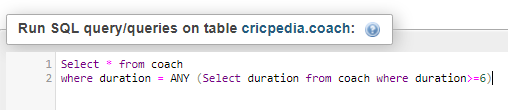 Run SQL query/queries on table cricpedia.coach:
1 Select * from coach
2 where duration = ANY (Select duration from coach where duration>=6)